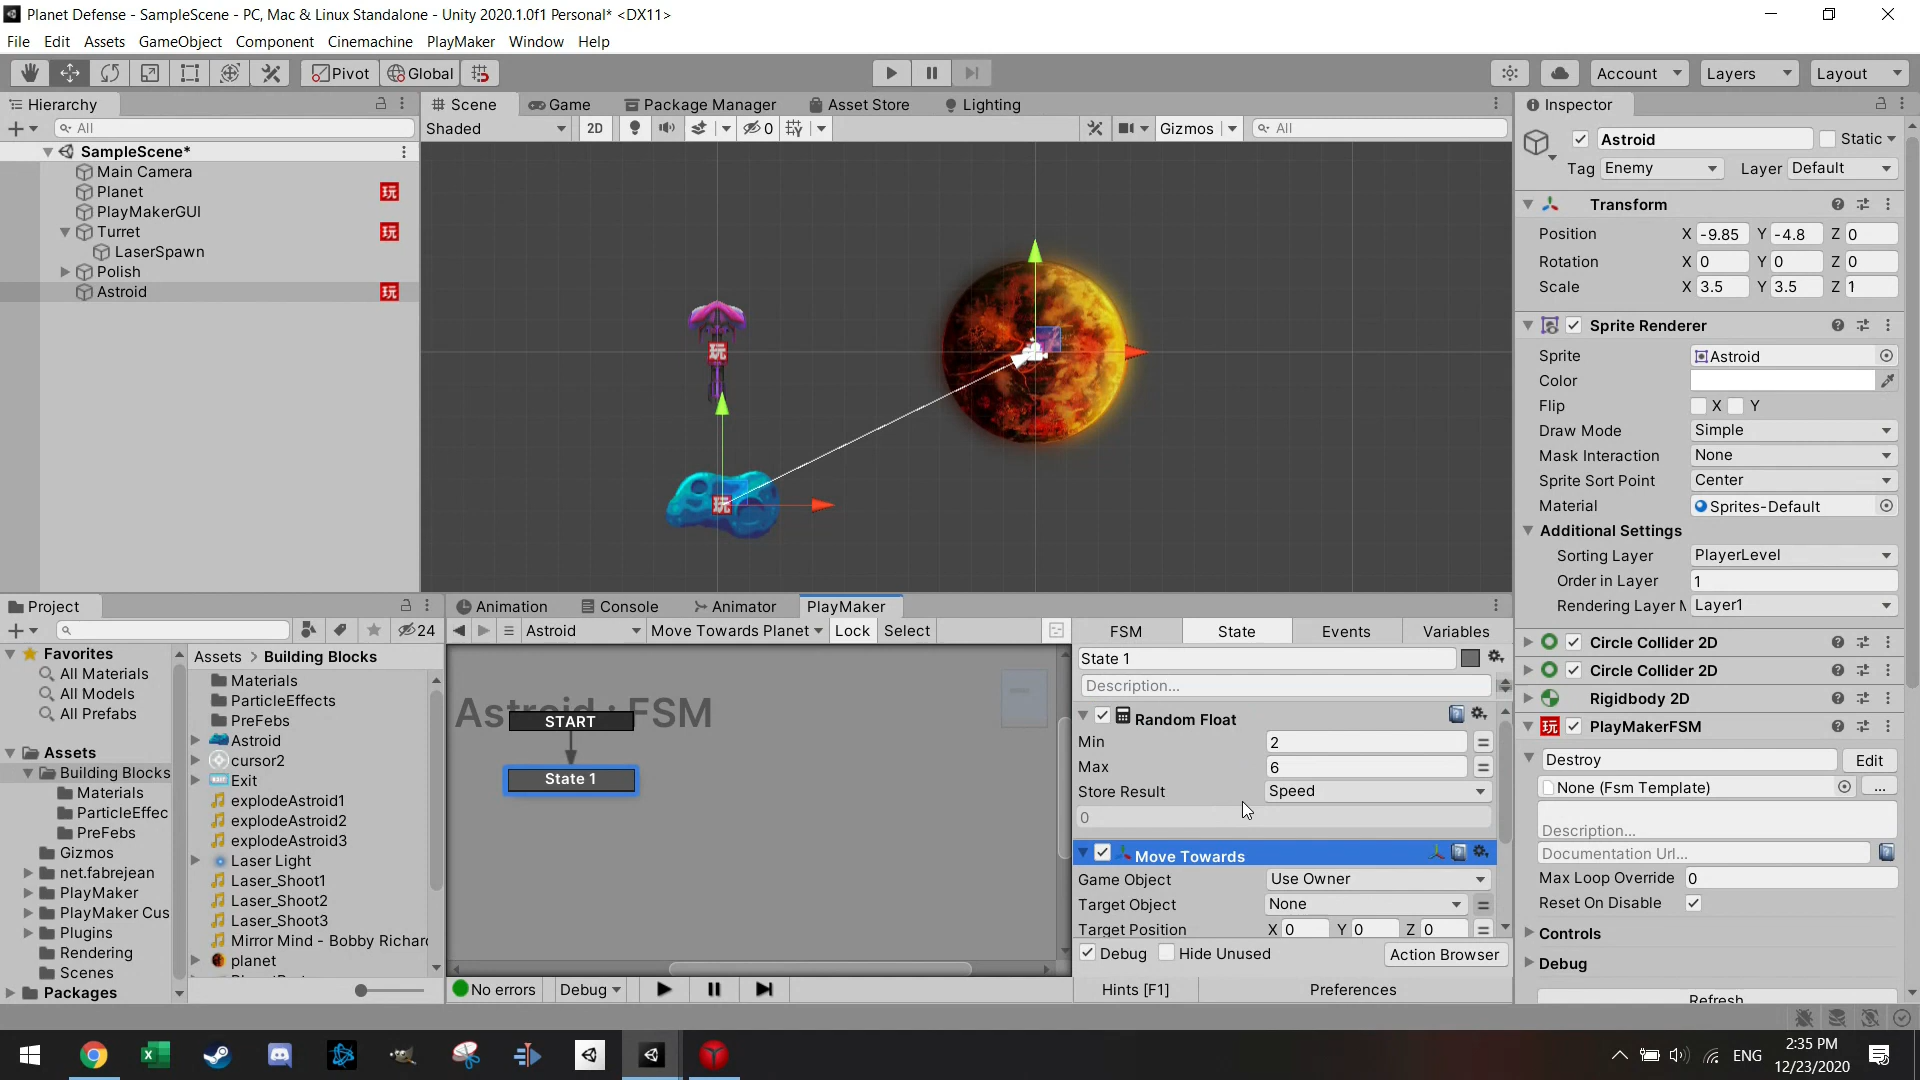 Planet Defense - SampleScene - PC, Mac & Linux Standalone - Unity 2020.1.0f1 Personal* <DX11>
File Edit Assets GameObject Component Cinemachine PlayMaker Window Help
Pivot Global Account Layers Layout
Hierarchy
All
SampleScene*
Main Camera
Planet 玩
PlayMakerGUI
Turret 玩
LaserSpawn
Polish
Astroid 玩
Scene Game Package Manager Asset Store Lighting
Shaded 2D 0 Gizmos All
玩
玩
Inspector
Astroid Static
Tag Enemy Layer Default
Transform
Position X -9.85 Y -4.8 Z 0
Rotation X 0 Y 0 Z 0
Scale X 3.5 Y 3.5 Z 1
Sprite Renderer
Sprite Astroid
Color
Flip X Y
Draw Mode Simple
Mask Interaction None
Sprite Sort Point Center
Material Sprites-Default
Additional Settings
Sorting Layer PlayerLevel
Order in Layer 1
Rendering Layer M Layer1
Circle Collider 2D
Circle Collider 2D
Rigidbody 2D
玩 PlayMakerFSM
Destroy Edit
None (Fsm Template) ...
Description...
Documentation Url...
Max Loop Override 0
Reset On Disable
Controls
Debug
Refresh
Project
24
Favorites
All Materials
All Models
All Prefabs
Assets
Building Blocks
Materials
ParticleEffec
PreFebs
Gizmos
net.fabrejean
PlayMaker
PlayMaker Cus
Plugins
Rendering
Scenes
Packages
Assets > Building Blocks
Materials
ParticleEffects
PreFebs
Astroid
cursor2
Exit
explodeAstroid1
explodeAstroid2
explodeAstroid3
Laser Light
Laser_Shoot1
Laser_Shoot2
Laser_Shoot3
Mirror Mind - Bobby Richard
planet
Animation Console Animator PlayMaker
Astroid Move Towards Planet Lock Select
Astroid : FSM
START
State 1
No errors Debug
FSM State Events Variables
State 1
Description...
Random Float
Min 2
Max 6
Store Result Speed
0
Move Towards
Game Object Use Owner
Target Object None
Target Position X 0 Y 0 Z 0
Debug Hide Unused Action Browser
Hints [F1] Preferences
ENG
2:35 PM
12/23/2020